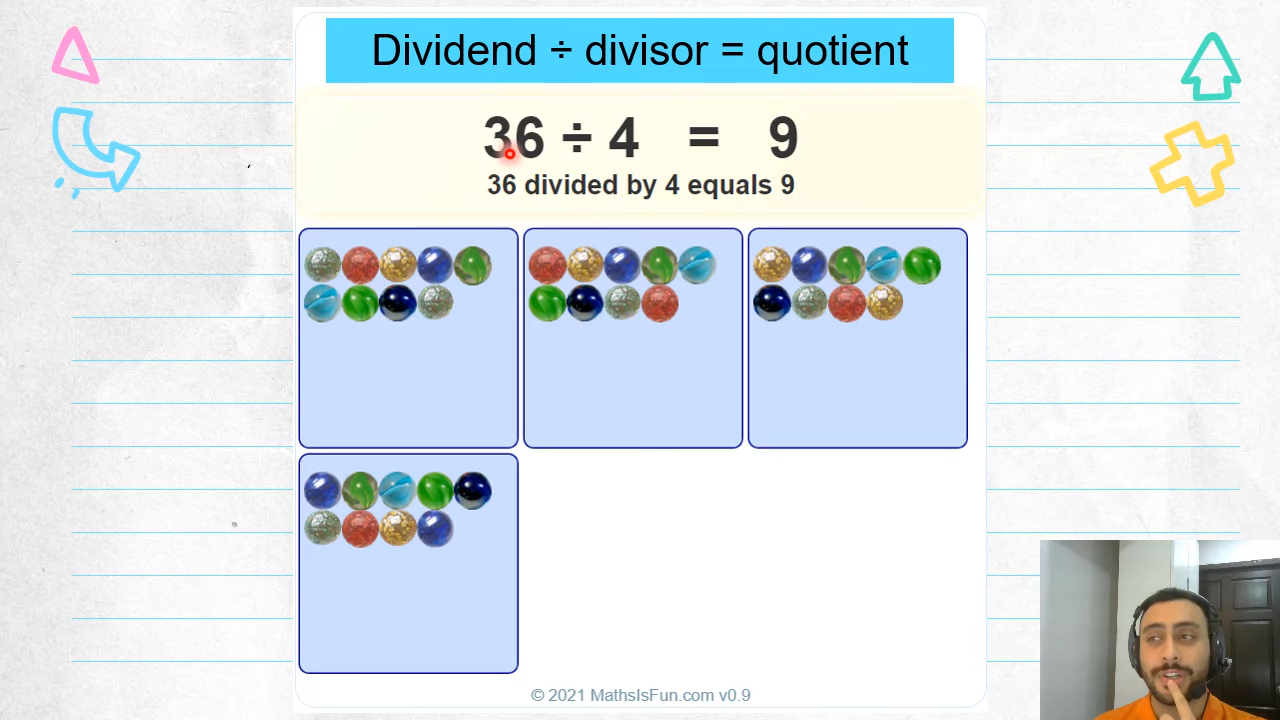 Dividend ÷ divisor = quotient
36 ÷ 4 = 9
36 divided by 4 equals 9
© 2021 MathsIsFun.com v0.9